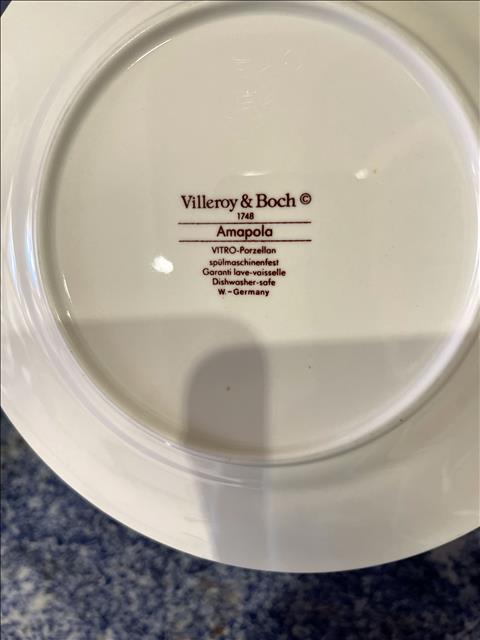 Villeroy & Boch ©
1748
Amapola
VITRO-Porzellan
spülmaschinenfest
Garanti lave-vaisselle
Dishwasher-safe
W.-Germany